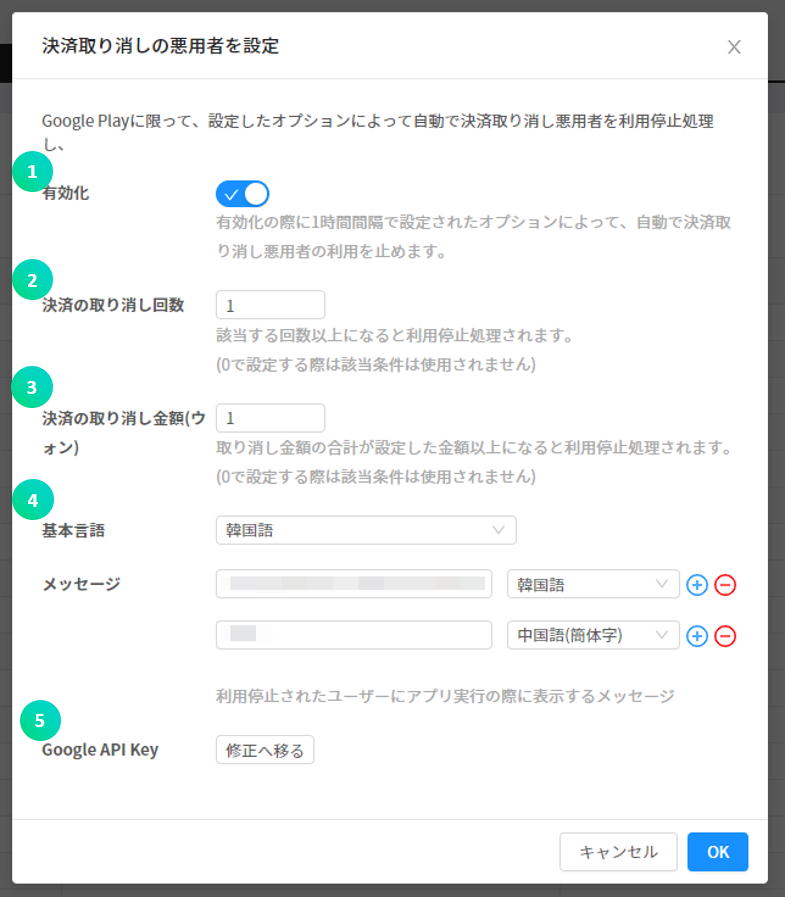 決済取り消しの悪用者を設定
Google Playに限って、設定したオプションによって自動で決済取り消し悪用者を利用停止処理
し、
1
有効化
有効化の際に1時間間隔で設定されたオプションによって、自動で決済取
り消し悪用者の利用を止めます。
2
決済の取り消し回数
1
該当する回数以上になると利用停止処理されます。
(0で設定する際は該当条件は使用されません)
3
決済の取り消し金額(ウ
ォン)
1
取り消し金額の合計が設定した金額以上になると利用停止処理されます。
(0で設定する際は該当条件は使用されません)
4
基本言語
韓国語
メッセージ
韓国語
中国語(简体字)
利用停止されたユーザーにアプリ実行の際に表示するメッセージ
5
Google API Key
修正へ移る
キャンセル
OK